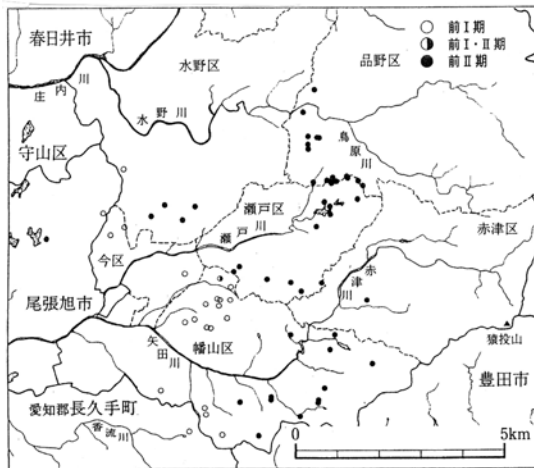 ○ 前Ⅰ期
◐ 前Ⅰ・Ⅱ期
● 前Ⅱ期
春日井市
水野区
品野区
庄内川
水野川
鳥原川
守山区
瀬戸区
瀬戸川
赤津区
今区
赤津川
尾張旭市
幡山区
猿投山
矢田川
豊田市
愛知郡長久手町
香流川
0
5km